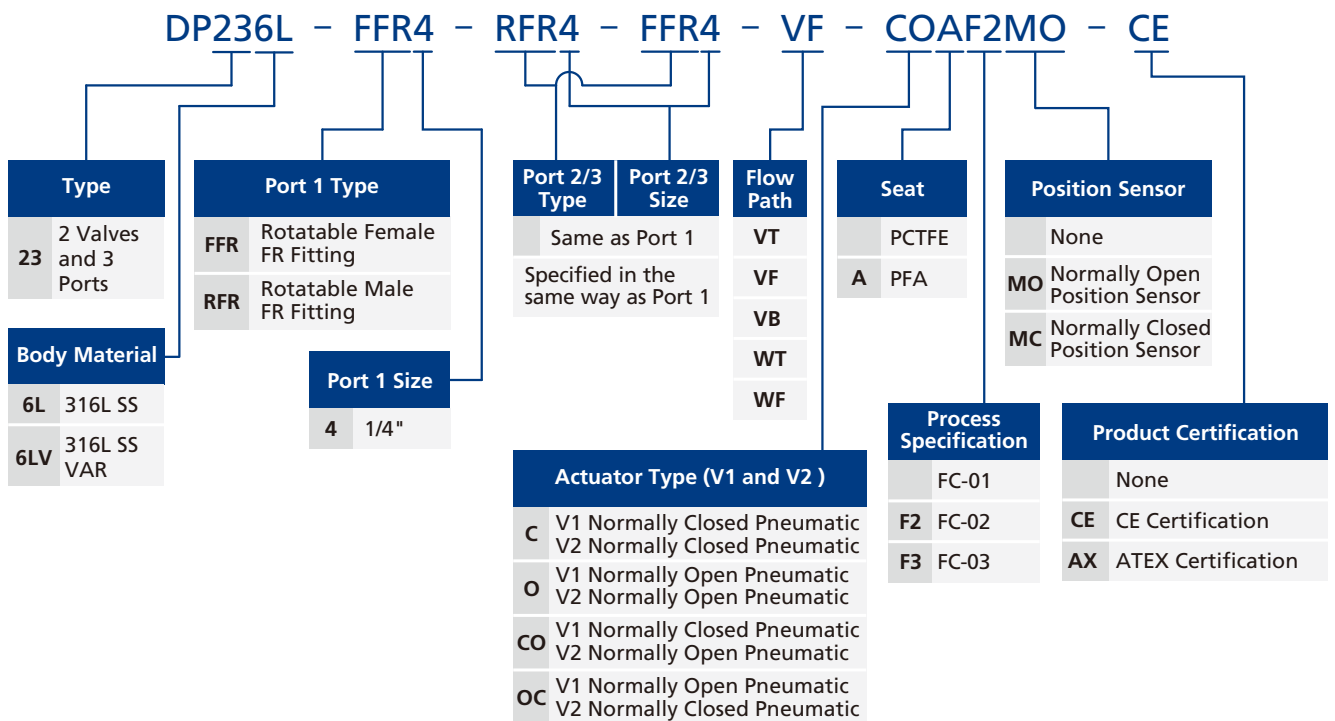 DP236L – FFR4 – RFR4 – FFR4 – VF – COAF2MO – CE
Type
23
2 Valves
and 3
Ports
Body Material
6L 316L SS
6LV
316L SS
VAR
Port 1 Type
FFR
Rotatable Female
FR Fitting
RFR
Rotatable Male
FR Fitting
Port 1 Size
4 1/4"
Port 2/3
Type
Port 2/3
Size
Same as Port 1
Specified in the
same way as Port 1
Flow
Path
VT
VF
VB
WT
WF
Actuator Type (V1 and V2 )
C
V1 Normally Closed Pneumatic
V2 Normally Closed Pneumatic
O
V1 Normally Open Pneumatic
V2 Normally Open Pneumatic
CO
V1 Normally Closed Pneumatic
V2 Normally Open Pneumatic
OC
V1 Normally Open Pneumatic
V2 Normally Closed Pneumatic
Seat
PCTFE
A PFA
Process
Specification
FC-01
F2 FC-02
F3 FC-03
Position Sensor
None
MO
Normally Open
Position Sensor
MC
Normally Closed
Position Sensor
Product Certification
None
CE CE Certification
AX ATEX Certification